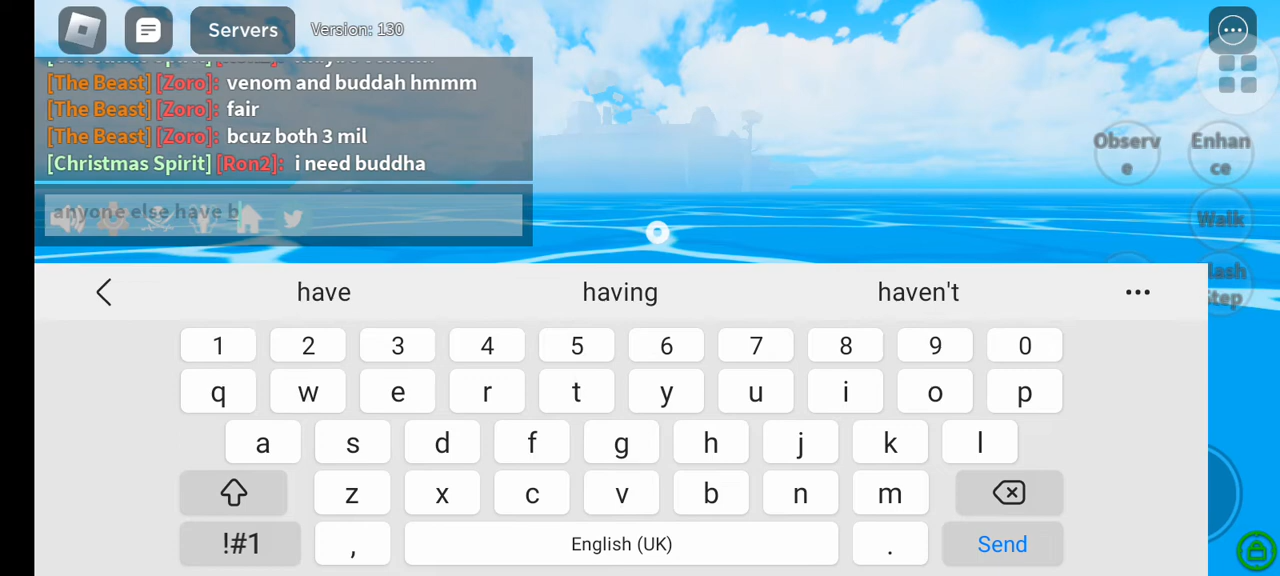 Servers Version: 130
[The Beast] [Zoro]: venom and buddah hmmm
[The Beast] [Zoro]: fair
[The Beast] [Zoro]: bcuz both 3 mil
[Christmas Spirit] [Ron2]: i need buddha
anyone else have b
Observe
Enhance
Walk
Step
have having haven't
1 2 3 4 5 6 7 8 9 0
q w e r t y u i o p
a s d f g h j k l
z x c v b n m
!#1 , English (UK) . Send